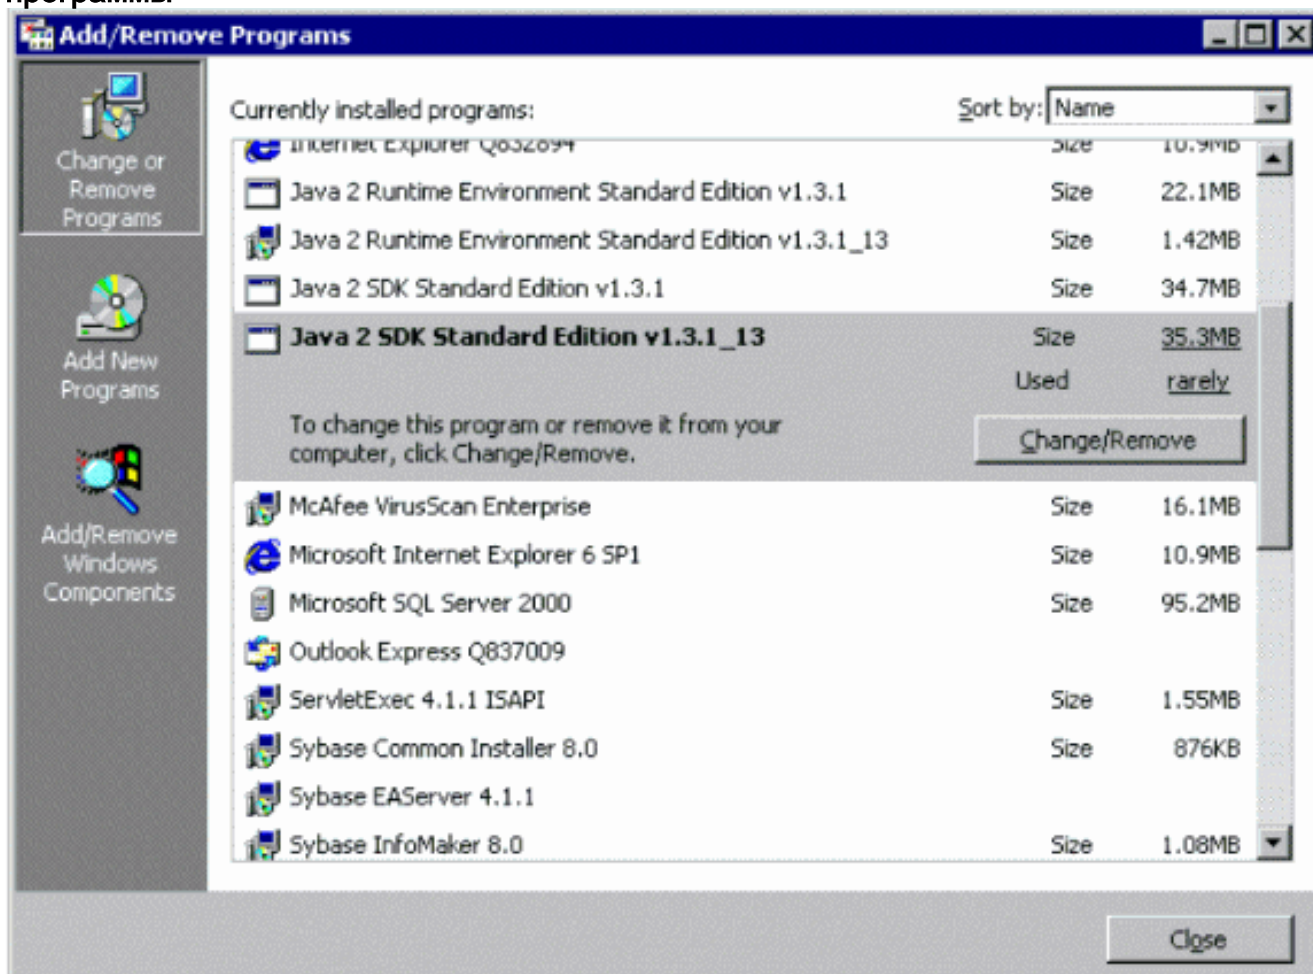 программы
Add/Remove Programs
Change or
Remove
Programs
Add New
Programs
Add/Remove
Windows
Components
Currently installed programs:
Sort by: Name
Internet Explorer Q832894 Size 10.9MB
Java 2 Runtime Environment Standard Edition v1.3.1 Size 22.1MB
Java 2 Runtime Environment Standard Edition v1.3.1_13 Size 1.42MB
Java 2 SDK Standard Edition v1.3.1 Size 34.7MB
Java 2 SDK Standard Edition v1.3.1_13 Size 35.3MB
Used rarely
To change this program or remove it from your
computer, click Change/Remove.
Change/Remove
McAfee VirusScan Enterprise Size 16.1MB
Microsoft Internet Explorer 6 SP1 Size 10.9MB
Microsoft SQL Server 2000 Size 95.2MB
Outlook Express Q837009
ServletExec 4.1.1 ISAPI Size 1.55MB
Sybase Common Installer 8.0 Size 876KB
Sybase EAServer 4.1.1
Sybase InfoMaker 8.0 Size 1.08MB
Close